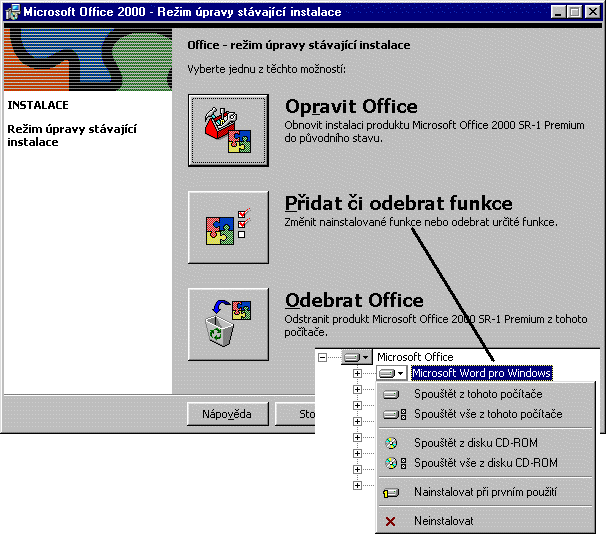 Microsoft Office 2000 - Režim úpravy stávající instalace
INSTALACE
Režim úpravy stávající
instalace
Office - režim úpravy stávající instalace
Vyberte jednu z těchto možností:
Opravit Office
Obnovit instalaci produktu Microsoft Office 2000 SR-1 Premium
do původního stavu.
Přidat či odebrat funkce
Změnit nainstalované funkce nebo odebrat určité funkce.
Odebrat Office
Odstranit produkt Microsoft Office 2000 SR-1 Premium z tohoto
počítače.
Nápověda
Sto
Microsoft Office
Microsoft Word pro Windows
Spouštět z tohoto počítače
Spouštět vše z tohoto počítače
Spouštět z disku CD-ROM
Spouštět vše z disku CD-ROM
Nainstalovat při prvním použití
Neinstalovat